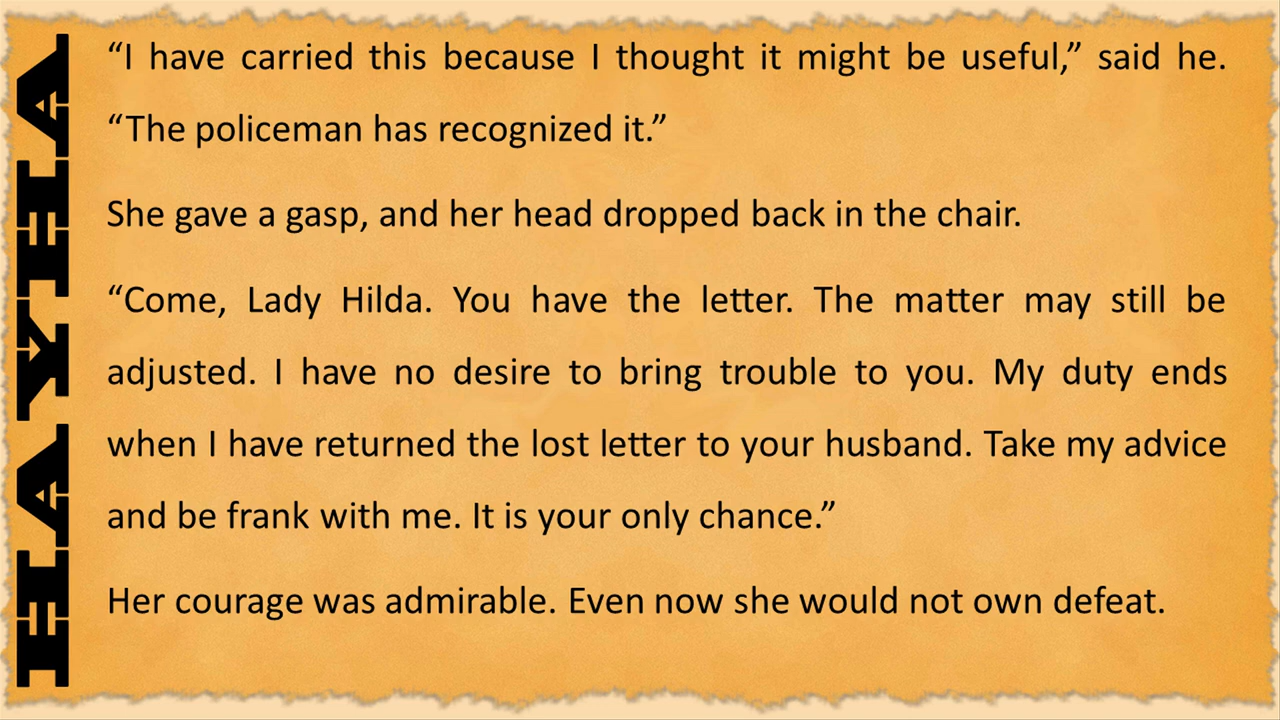 HAYHA
“I have carried this because I thought it might be useful,” said he.
“The policeman has recognized it.”
She gave a gasp, and her head dropped back in the chair.
“Come, Lady Hilda. You have the letter. The matter may still be
adjusted. I have no desire to bring trouble to you. My duty ends
when I have returned the lost letter to your husband. Take my advice
and be frank with me. It is your only chance.”
Her courage was admirable. Even now she would not own defeat.